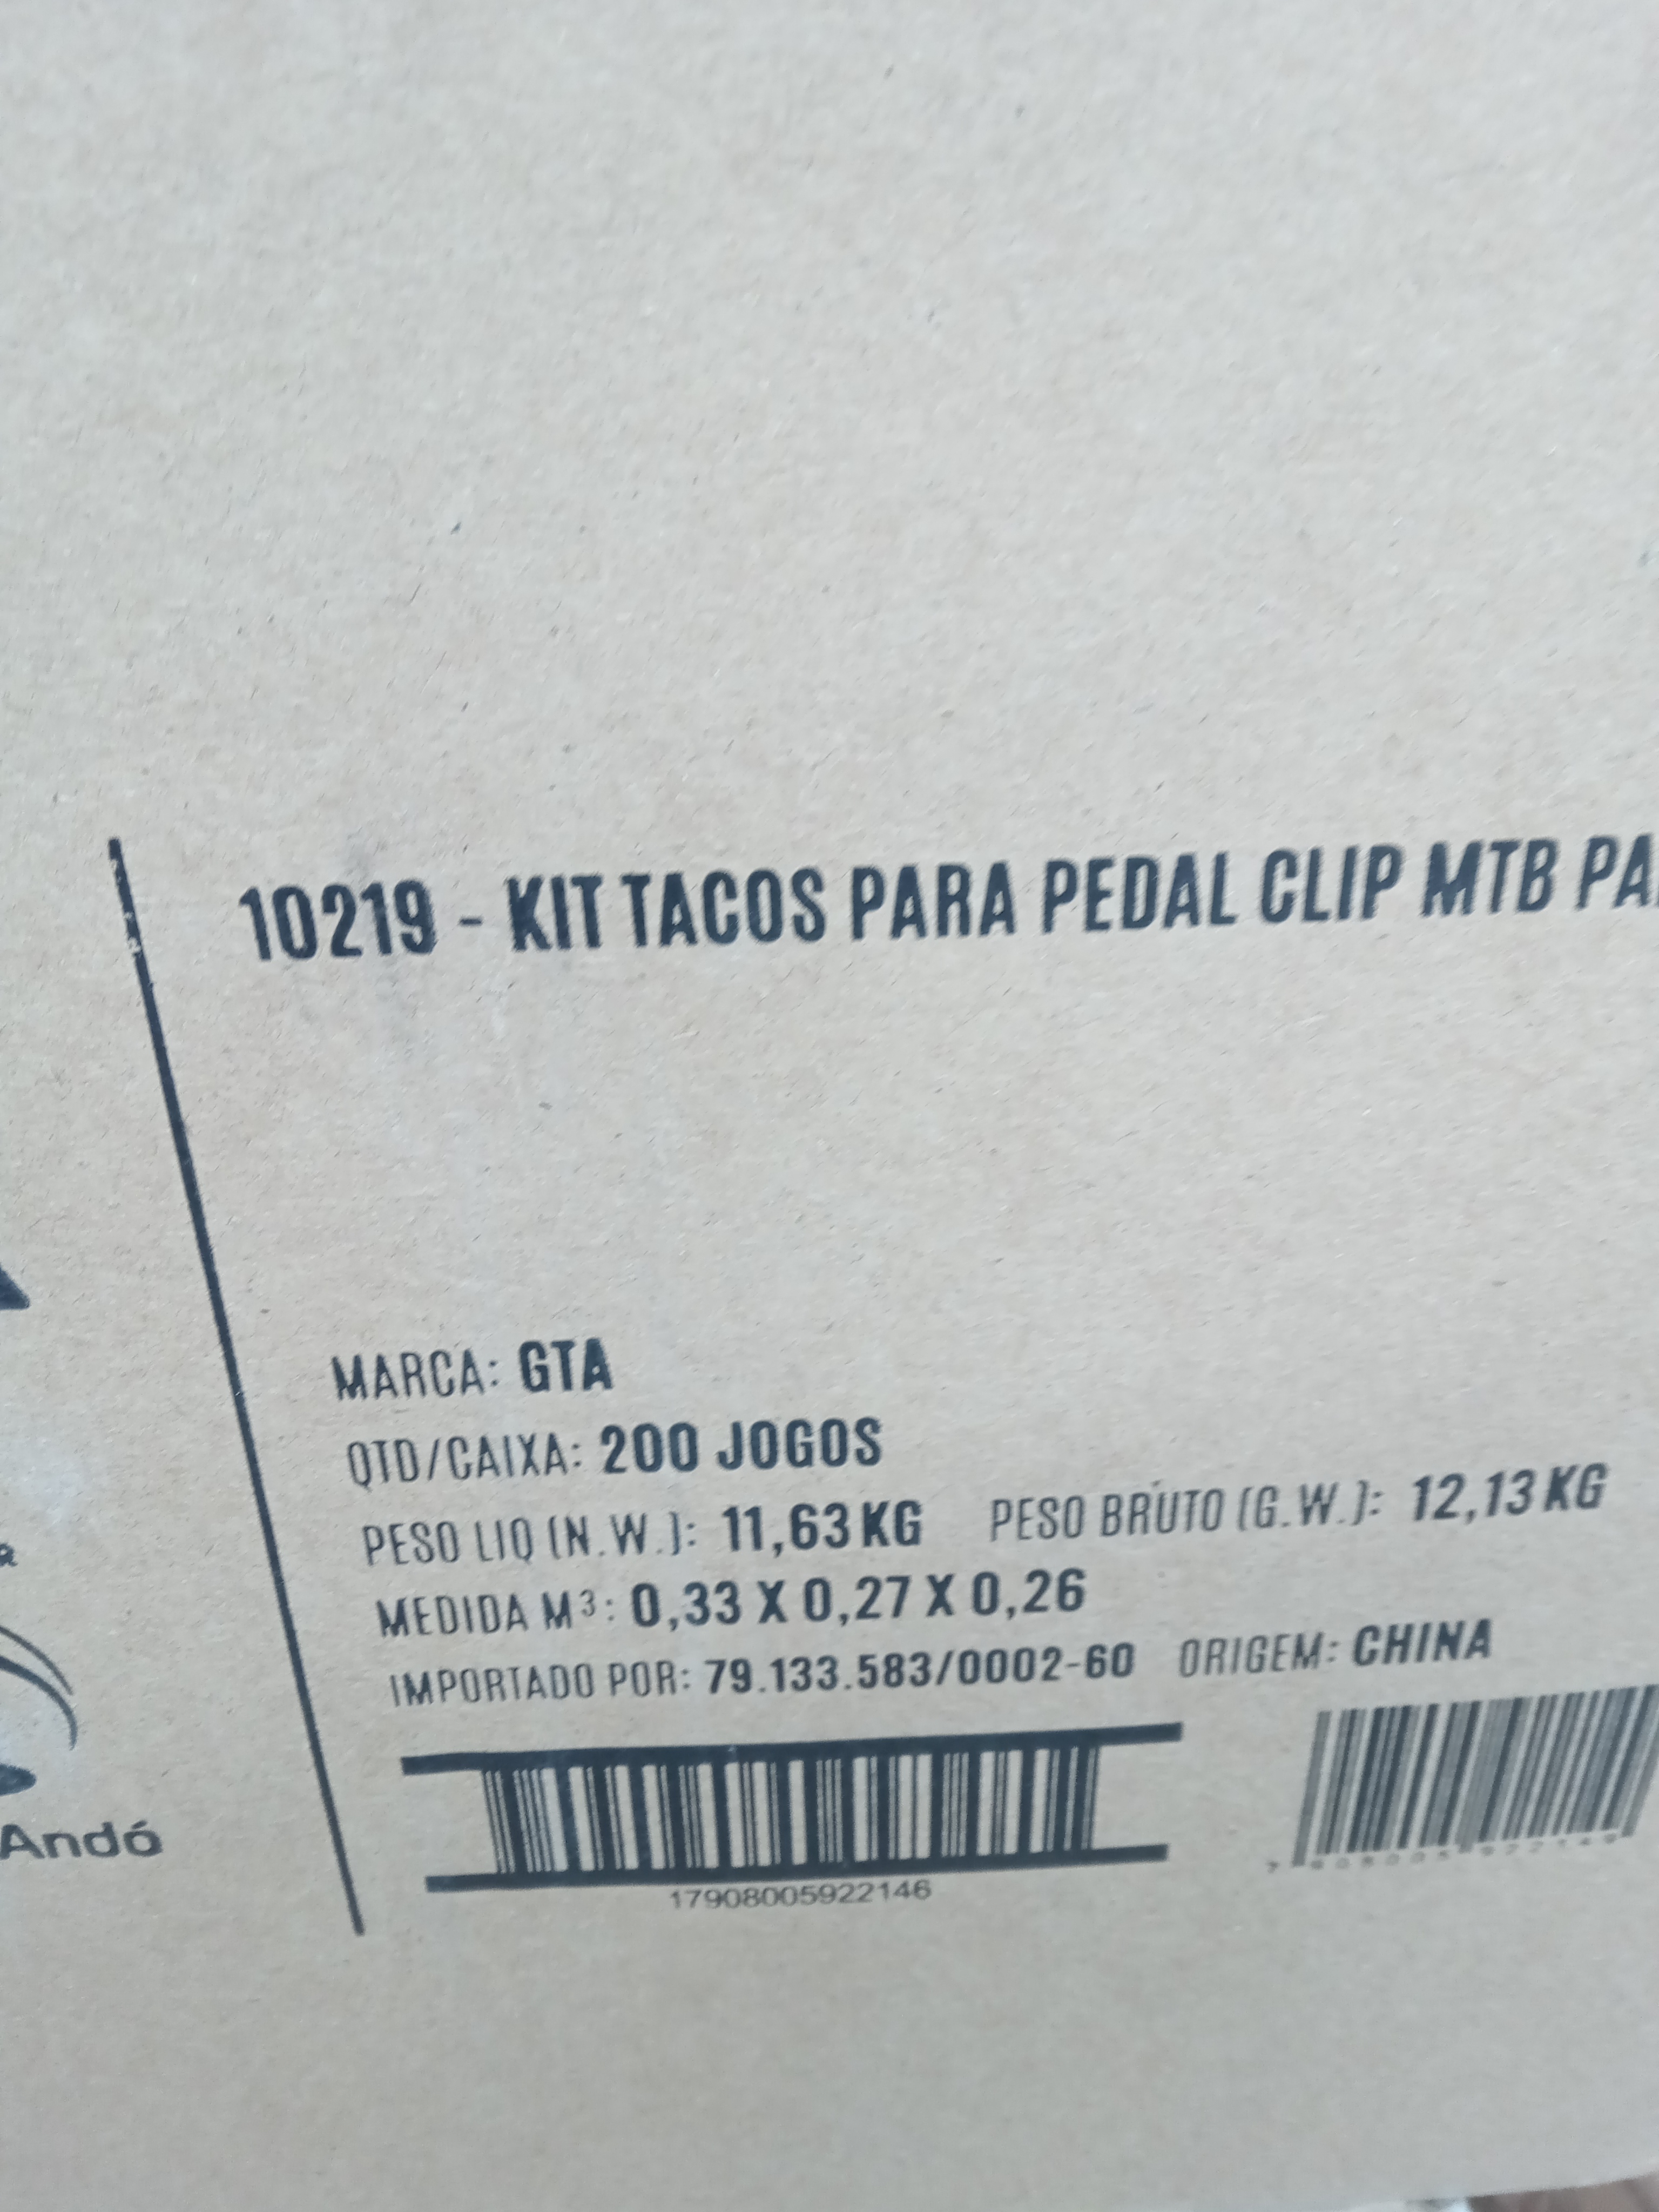 10219 - KIT TACOS PARA PEDAL CLIP MTB
MARCA: GTA
QTD/CAIXA: 200 JOGOS
PESO LIQ (N.W.): 11,63 KG PESO BRUTO (G.W.): 12,13 KG
MEDIDA M³: 0,33 X 0,27 X 0,26
IMPORTADO POR: 79.133.583/0002-60 ORIGEM: CHINA
17908005922146
Andó